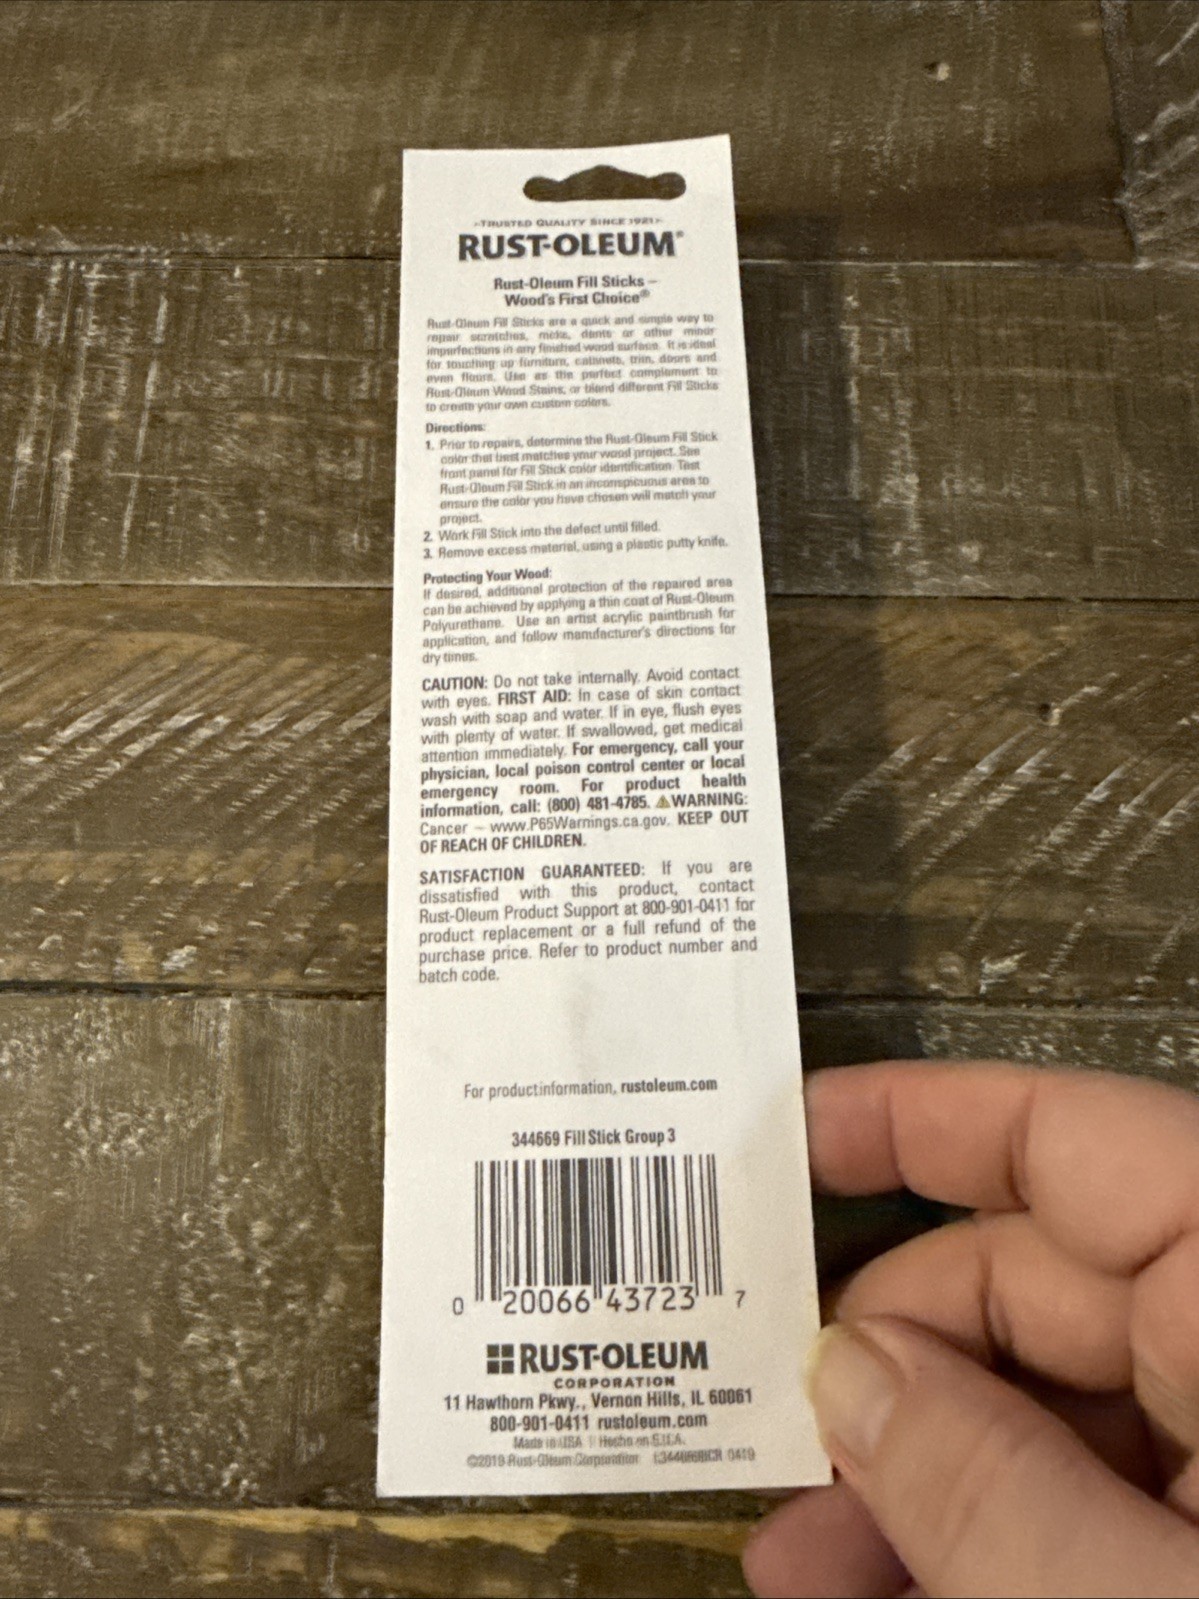 TRUSTED QUALITY SINCE 1921
RUST-OLEUM®
Rust-Oleum Fill Sticks –
Wood's First Choice®
Rust-Oleum Fill Sticks are a quick and simple way to
repair scratches, nicks, dents or other minor
imperfections in any finished wood surface. It is ideal
for touching up furniture, cabinets, trim, doors and
even floors. Use as the perfect complement to
Rust-Oleum Wood Stains, or blend different Fill Sticks
to create your own custom colors.
Directions:
1. Prior to repairs, determine the Rust-Oleum Fill Stick
color that best matches your wood project. See
front panel for Fill Stick color identification. Test
Rust-Oleum Fill Stick in an inconspicuous area to
ensure the color you have chosen will match your
project.
2. Work Fill Stick into the defect until filled.
3. Remove excess material, using a plastic putty knife.
Protecting Your Wood:
If desired, additional protection of the repaired area
can be achieved by applying a thin coat of Rust-Oleum
Polyurethane. Use an artist acrylic paintbrush for
application, and follow manufacturer's directions for
dry times.
CAUTION: Do not take internally. Avoid contact
with eyes. FIRST AID: In case of skin contact
wash with soap and water. If in eye, flush eyes
with plenty of water. If swallowed, get medical
attention immediately. For emergency, call your
physician, local poison control center or local
emergency room. For product health
information, call: (800) 481-4785. ⚠WARNING:
Cancer – www.P65Warnings.ca.gov. KEEP OUT
OF REACH OF CHILDREN.
SATISFACTION GUARANTEED: If you are
dissatisfied with this product, contact
Rust-Oleum Product Support at 800-901-0411 for
product replacement or a full refund of the
purchase price. Refer to product number and
batch code.
For product information, rustoleum.com
344669 Fill Stick Group 3
0 20066 43723 7
RUST-OLEUM
CORPORATION
11 Hawthorn Pkwy., Vernon Hills, IL 60061
800-901-0411 rustoleum.com
Made in USA | Hecho en E.U.A.
©2019 Rust-Oleum Corporation 0419